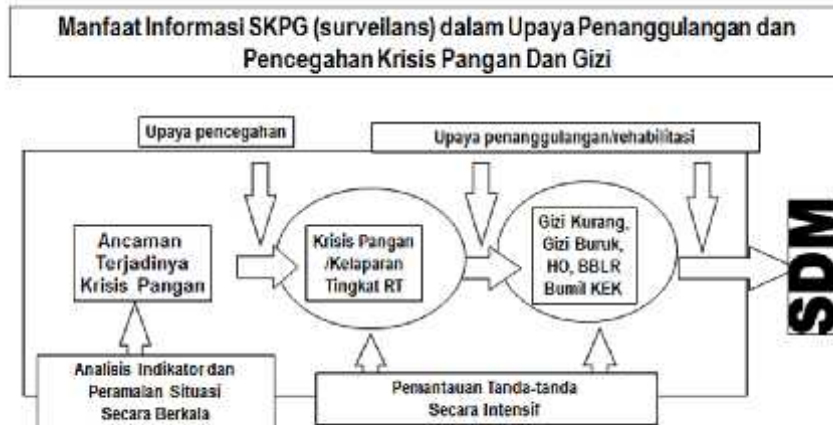 Manfaat Informasi SKPG (surveilans) dalam Upaya Penanggulangan dan
Pencegahan Krisis Pangan Dan Gizi
Upaya pencegahan
Upaya penanggulangan/rehabilitasi
Ancaman
Terjadinya
Krisis Pangan
Krisis Pangan
/Kelaparan
Tingkat RT
Gizi Kurang,
Gizi Buruk,
HO, BBLR
Bumil KEK
SDM
Analisis Indikator dan
Peramalan Situasi
Secara Berkala
Pemantauan Tanda-tanda
Secara Intensif